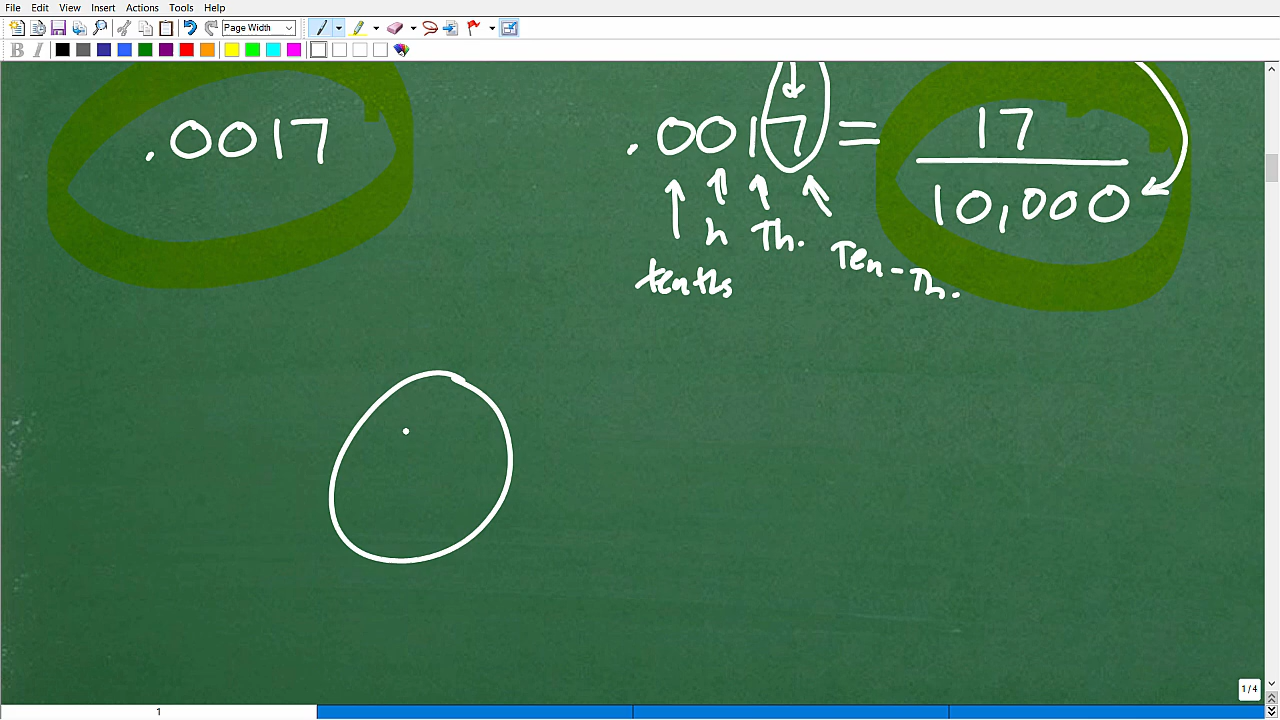 File Edit View Insert Actions Tools Help
Page Width
B I
.0017
.0017 = 17
10,000
h Th. Ten-Th.
tenths
1/4
1